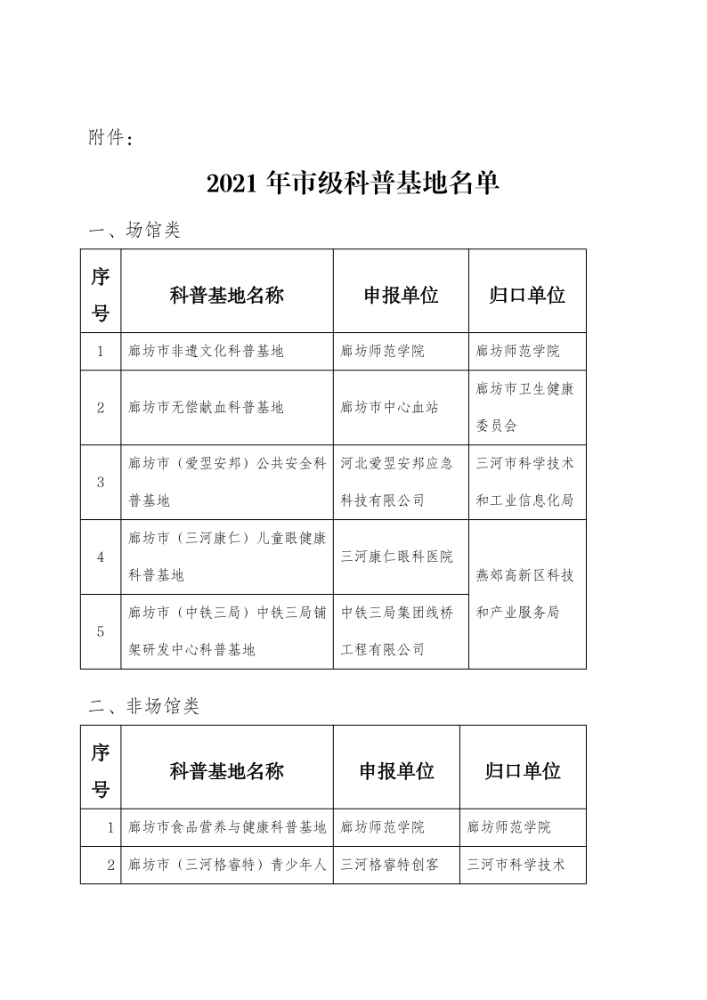 附件：
2021 年市级科普基地名单
一、场馆类
序号 科普基地名称 申报单位 归口单位
1 廊坊市非遗文化科普基地 廊坊师范学院 廊坊师范学院
2 廊坊市无偿献血科普基地 廊坊市中心血站 廊坊市卫生健康
委员会
3 廊坊市（爱翌安邦）公共安全科 河北爱翌安邦应急 三河市科学技术
普基地 科技有限公司 和工业信息化局
4 廊坊市（三河康仁）儿童眼健康 三河康仁眼科医院
科普基地
燕郊高新区科技
和产业服务局
5 廊坊市（中铁三局）中铁三局铺 中铁三局集团线桥
架研发中心科普基地 工程有限公司
二、非场馆类
序号 科普基地名称 申报单位 归口单位
1 廊坊市食品营养与健康科普基地 廊坊师范学院 廊坊师范学院
2 廊坊市（三河格睿特）青少年人 三河格睿特创客 三河市科学技术